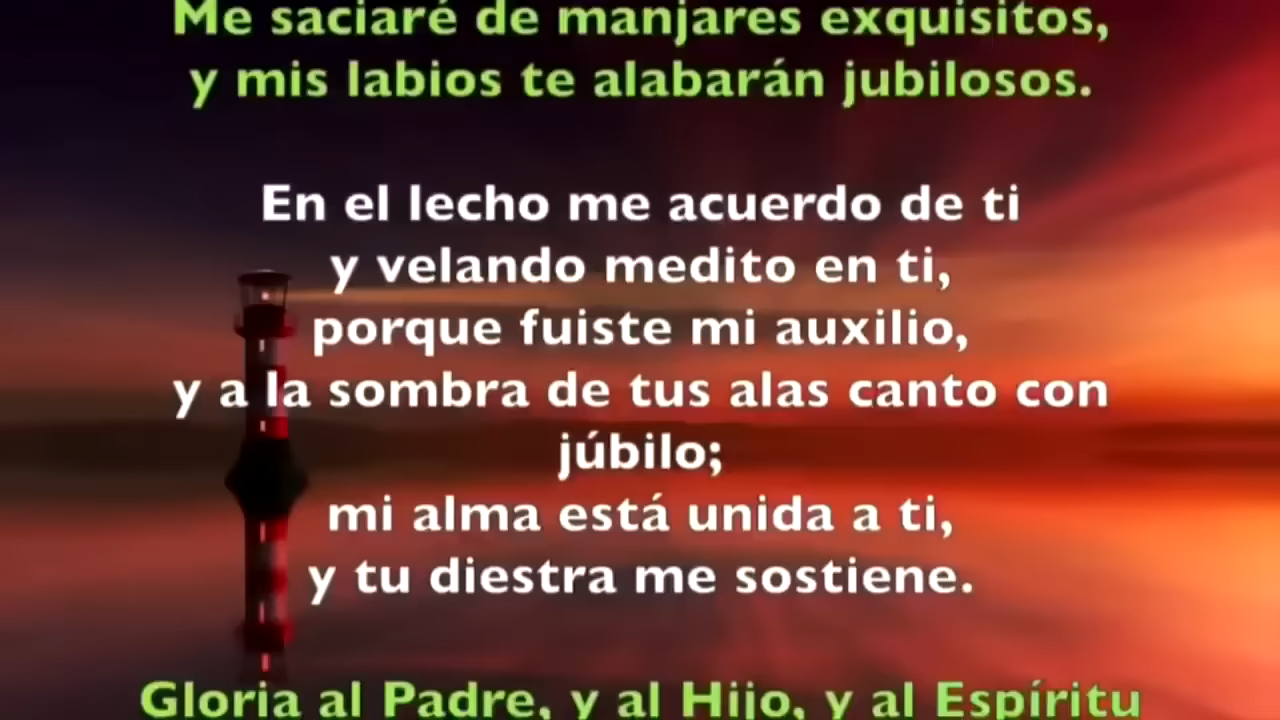 Me saciaré de manjares exquisitos,
y mis labios te alabarán jubilosos.
En el lecho me acuerdo de ti
y velando medito en ti,
porque fuiste mi auxilio,
y a la sombra de tus alas canto con
júbilo;
mi alma está unida a ti,
y tu diestra me sostiene.
Gloria al Padre, y al Hijo, y al Espíritu